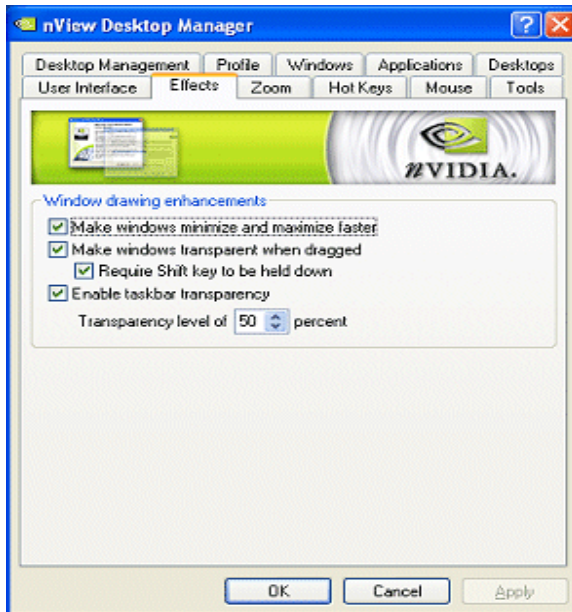 nView Desktop Manager
Desktop Management Profile Windows Applications Desktops
User Interface Effects Zoom Hot Keys Mouse Tools
nVIDIA.
Window drawing enhancements
Make windows minimize and maximize faster
Make windows transparent when dragged
Require Shift key to be held down
Enable taskbar transparency
Transparency level of 50 percent
OK Cancel Apply